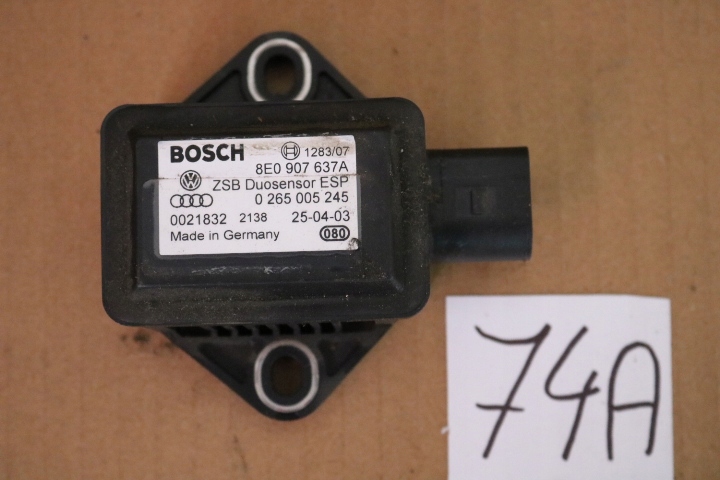 BOSCH 1283/07
8E0 907 637A
ZSB Duosensor ESP
0 265 005 245
0021832 2138 25-04-03
Made in Germany 080
74A